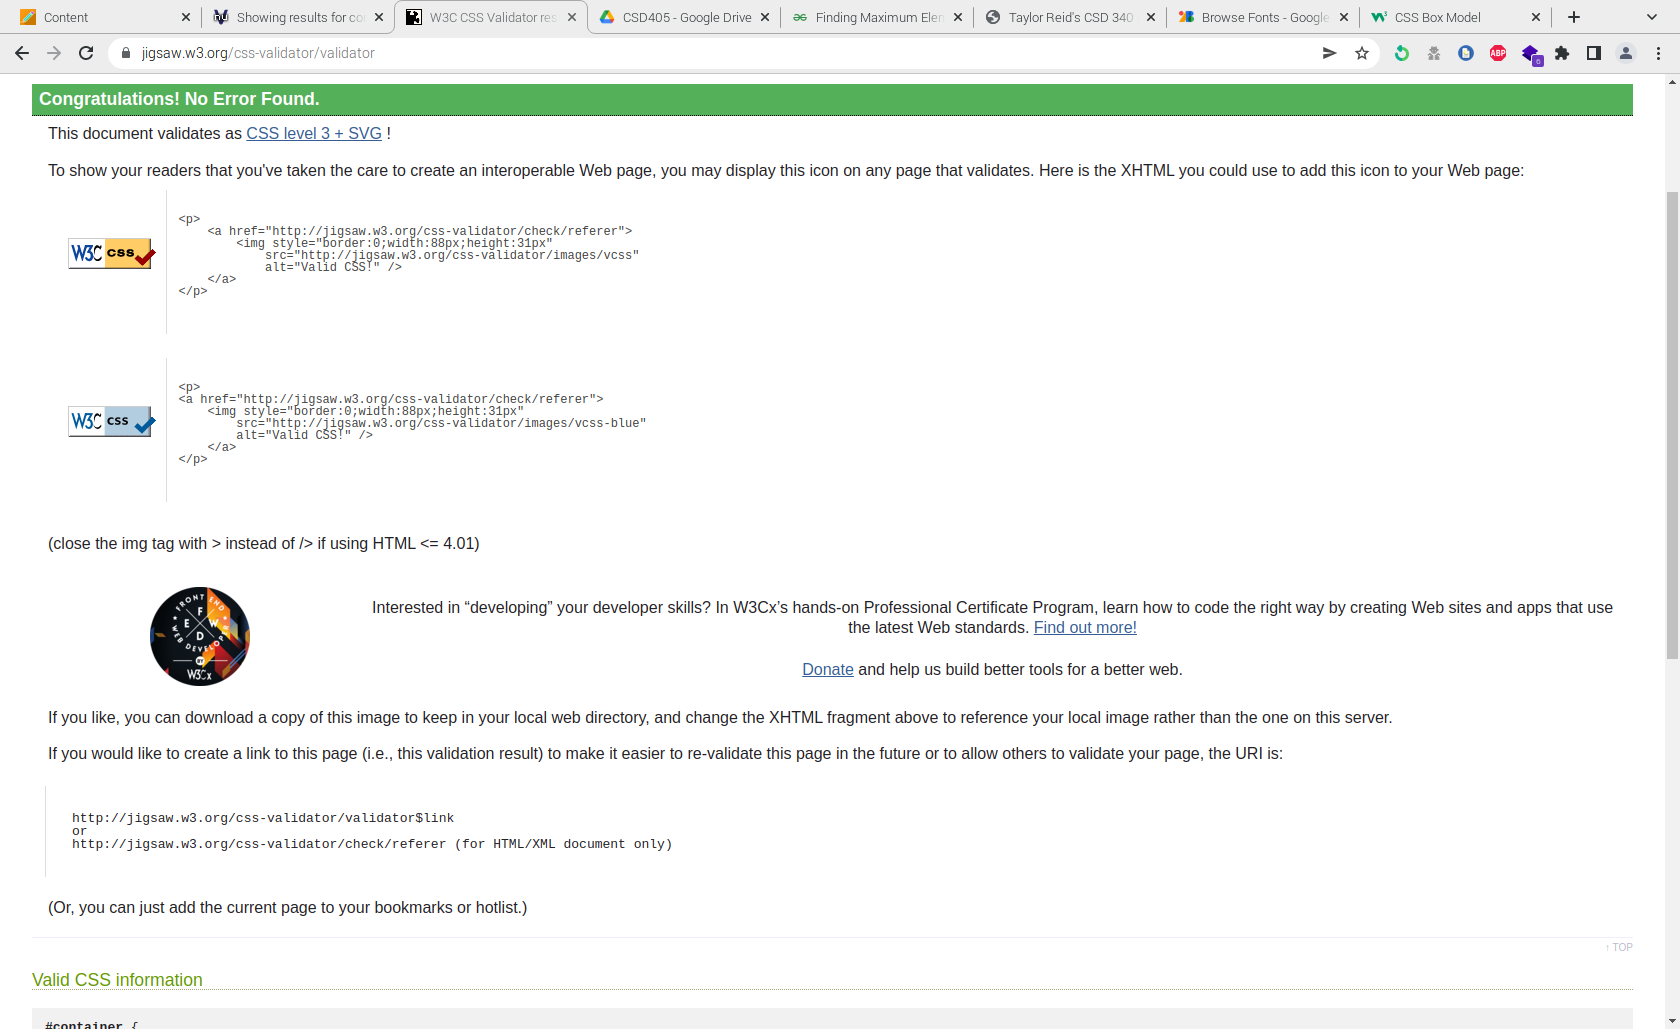 Content
Showing results for co
W3C CSS Validator res
CSD405 - Google Drive
Finding Maximum Elen
Taylor Reid's CSD 340
Browse Fonts - Google
CSS Box Model
jigsaw.w3.org/css-validator/validator
ABP
6
Congratulations! No Error Found.
This document validates as CSS level 3 + SVG !
To show your readers that you've taken the care to create an interoperable Web page, you may display this icon on any page that validates. Here is the XHTML you could use to add this icon to your Web page:
W3C css
<p>
<a href="http://jigsaw.w3.org/css-validator/check/referer">
<img style="border:0;width:88px;height:31px"
src="http://jigsaw.w3.org/css-validator/images/vcss"
alt="Valid CSS!" />
</a>
</p>
W3C css
<p>
<a href="http://jigsaw.w3.org/css-validator/check/referer">
<img style="border:0;width:88px;height:31px"
src="http://jigsaw.w3.org/css-validator/images/vcss-blue"
alt="Valid CSS!" />
</a>
</p>
(close the img tag with > instead of /> if using HTML <= 4.01)
FRONT END
F
E W
D
WEB DEVELOPER
BY
W3Cx
Interested in “developing” your developer skills? In W3Cx’s hands-on Professional Certificate Program, learn how to code the right way by creating Web sites and apps that use
the latest Web standards. Find out more!
Donate and help us build better tools for a better web.
If you like, you can download a copy of this image to keep in your local web directory, and change the XHTML fragment above to reference your local image rather than the one on this server.
If you would like to create a link to this page (i.e., this validation result) to make it easier to re-validate this page in the future or to allow others to validate your page, the URI is:
http://jigsaw.w3.org/css-validator/validator$link
or
http://jigsaw.w3.org/css-validator/check/referer (for HTML/XML document only)
(Or, you can just add the current page to your bookmarks or hotlist.)
↑ TOP
Valid CSS information
#container {